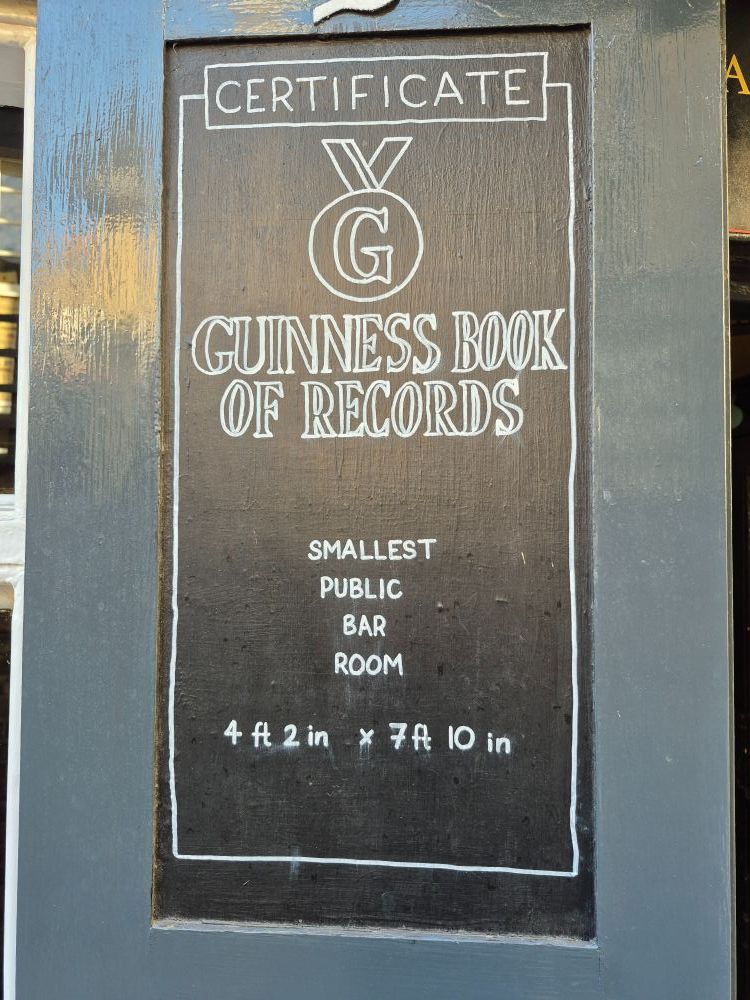 CERTIFICATE
G
GUINNESS BOOK
OF RECORDS
SMALLEST
PUBLIC
BAR
ROOM
4 ft 2 in x 7 ft 10 in
A